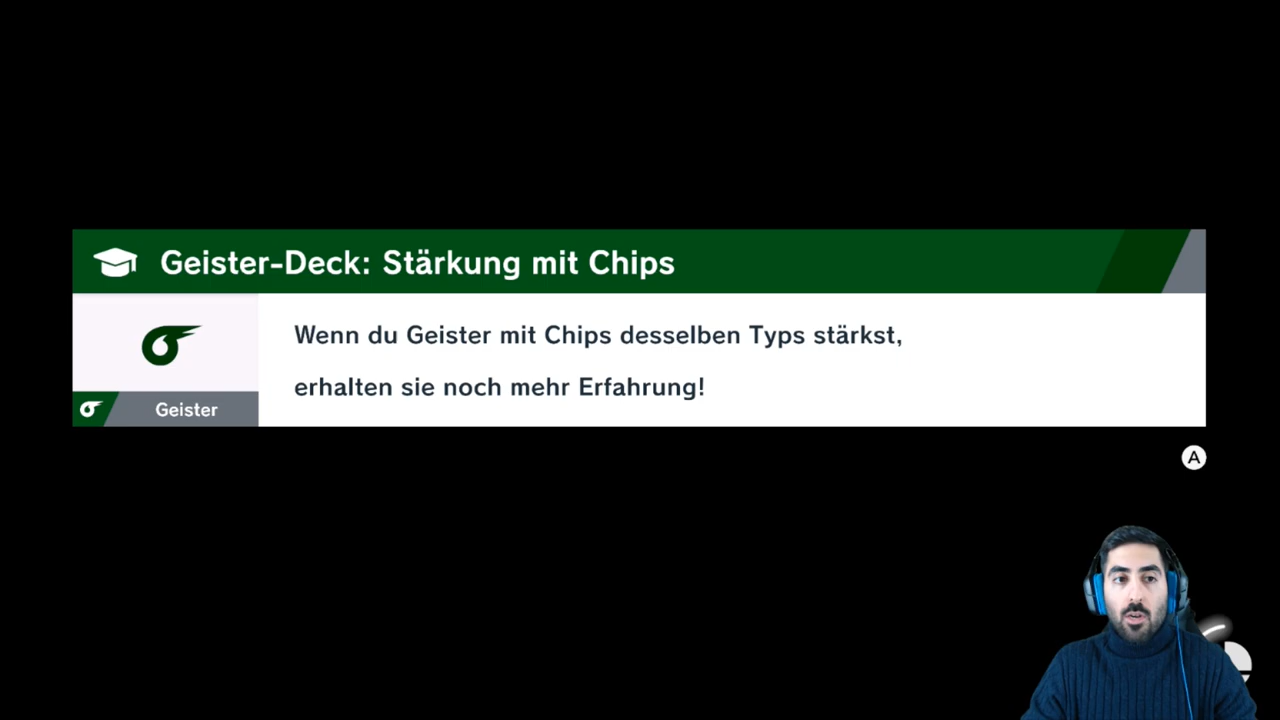 Geister-Deck: Stärkung mit Chips
Wenn du Geister mit Chips desselben Typs stärkst,
erhalten sie noch mehr Erfahrung!
Geister
A